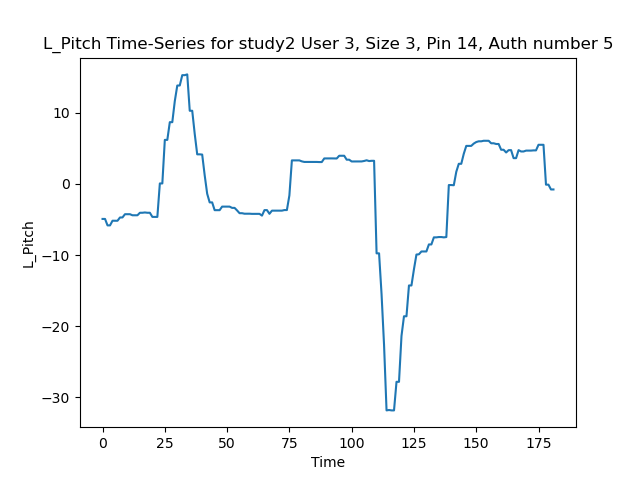 L_Pitch Time-Series for study2 User 3, Size 3, Pin 14, Auth number 5
L_Pitch
10
0
−10
−20
−30
0 25 50 75 100 125 150 175
Time